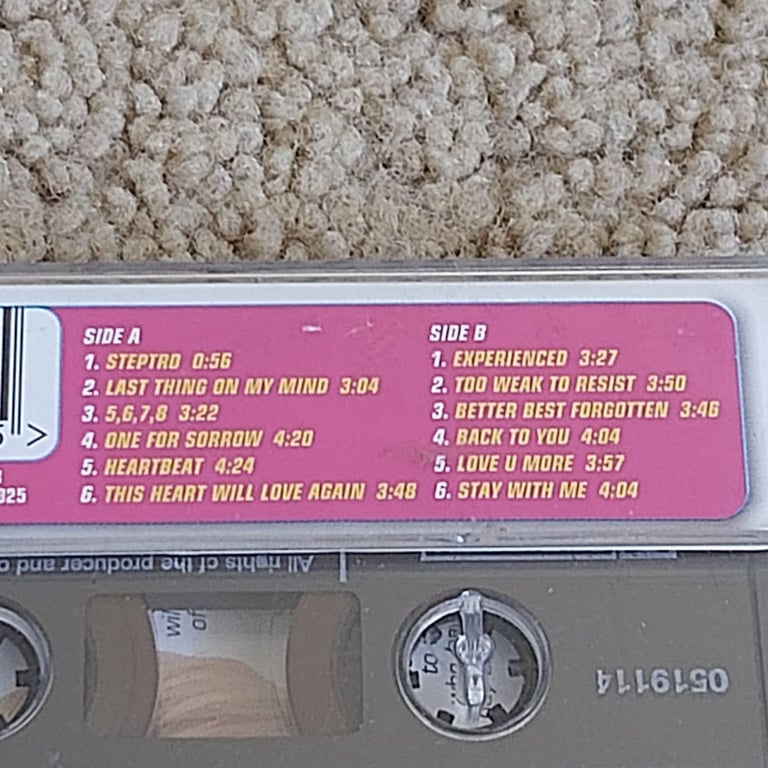 SIDE A
1. STEPTRO 0:56
2. LAST THING ON MY MIND 3:04
3. 5,6,7,8 3:22
4. ONE FOR SORROW 4:20
5. HEARTBEAT 4:24
6. THIS HEART WILL LOVE AGAIN 3:48
SIDE B
1. EXPERIENCED 3:27
2. TOO WEAK TO RESIST 3:50
3. BETTER BEST FORGOTTEN 3:46
4. BACK TO YOU 4:04
5. LOVE U MORE 3:57
6. STAY WITH ME 4:04
>
325
All rights of the producer and
to
0519114